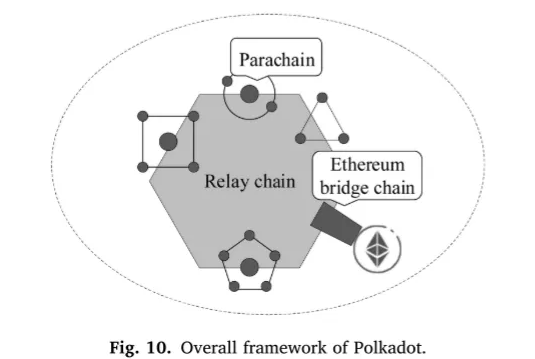 Parachain
Relay chain
Ethereum
bridge chain
Fig. 10. Overall framework of Polkadot.